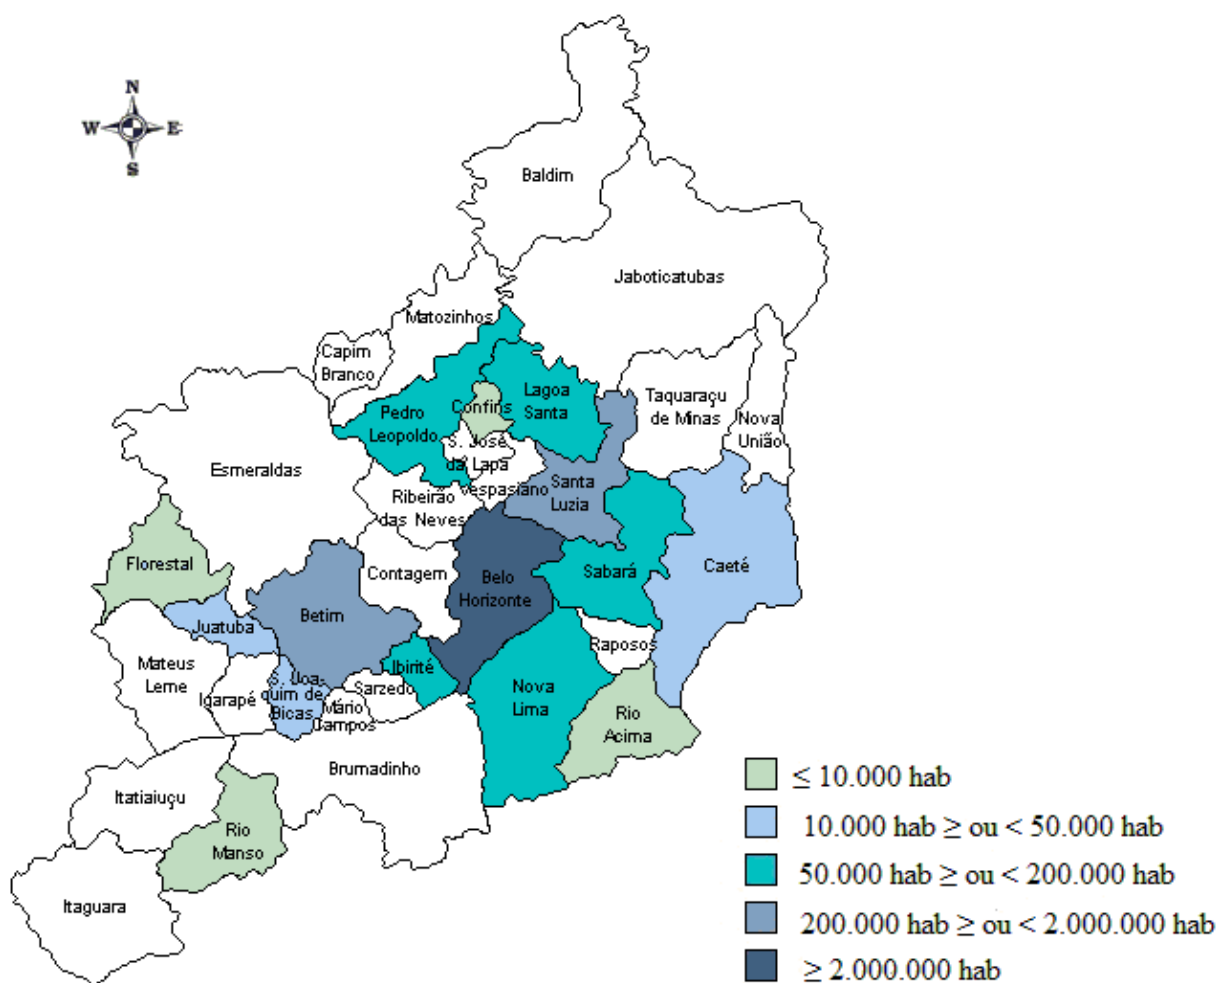 N
W E
S
Baldim
Jaboticatubas
Matozinhos
Capim
Branco
Taquaraçu
de Minas
Nova
União
Lagoa
Santa
Confins
Pedro
Leopoldo
S. José
da Lapa
Vespasiano
Santa
Luzia
Esmeraldas
Ribeirão
das Neves
Florestal
Contagem
Belo
Horizonte
Sabará
Caeté
Betim
Juatuba
Raposos
Mateus
Leme
Igarapé
S. Joa-
quim de
Bicas
Mário
Campos
Sarzedo
Ibirité
Nova
Lima
Rio
Acima
Brumadinho
Itatiaiuçu
Rio
Manso
Itaguara
≤ 10.000 hab
10.000 hab ≥ ou < 50.000 hab
50.000 hab ≥ ou < 200.000 hab
200.000 hab ≥ ou < 2.000.000 hab
≥ 2.000.000 hab